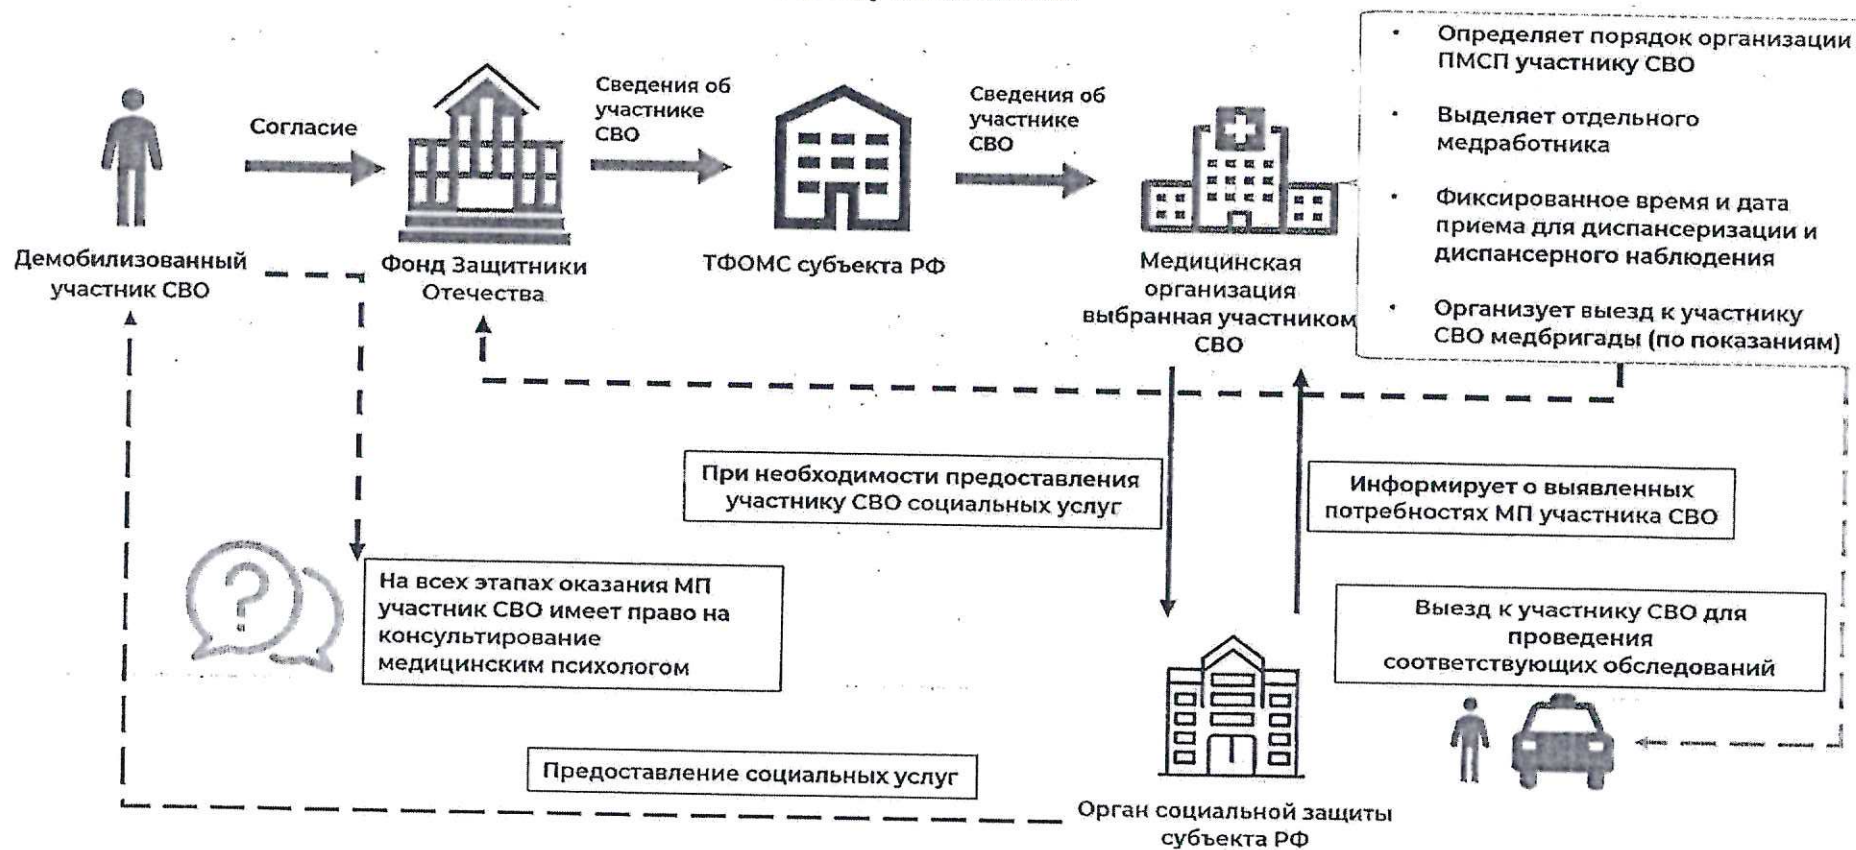 Согласие
Сведения об
участнике
СВО
Сведения об
участнике
СВО
Демобилизованный
участник СВО
Фонд Защитники
Отечества
ТФОМС субъекта РФ
Медицинская
организация
выбранная участником
СВО
• Определяет порядок организации
ПМСП участнику СВО
• Выделяет отдельного
медработника
• Фиксированное время и дата
приема для диспансеризации и
диспансерного наблюдения
• Организует выезд к участнику
СВО медбригады (по показаниям)
При необходимости предоставления
участнику СВО социальных услуг
Информирует о выявленных
потребностях МП участника СВО
?
На всех этапах оказания МП
участник СВО имеет право на
консультирование
медицинским психологом
Выезд к участнику СВО для
проведения
соответствующих обследований
Предоставление социальных услуг
Орган социальной защиты
субъекта РФ